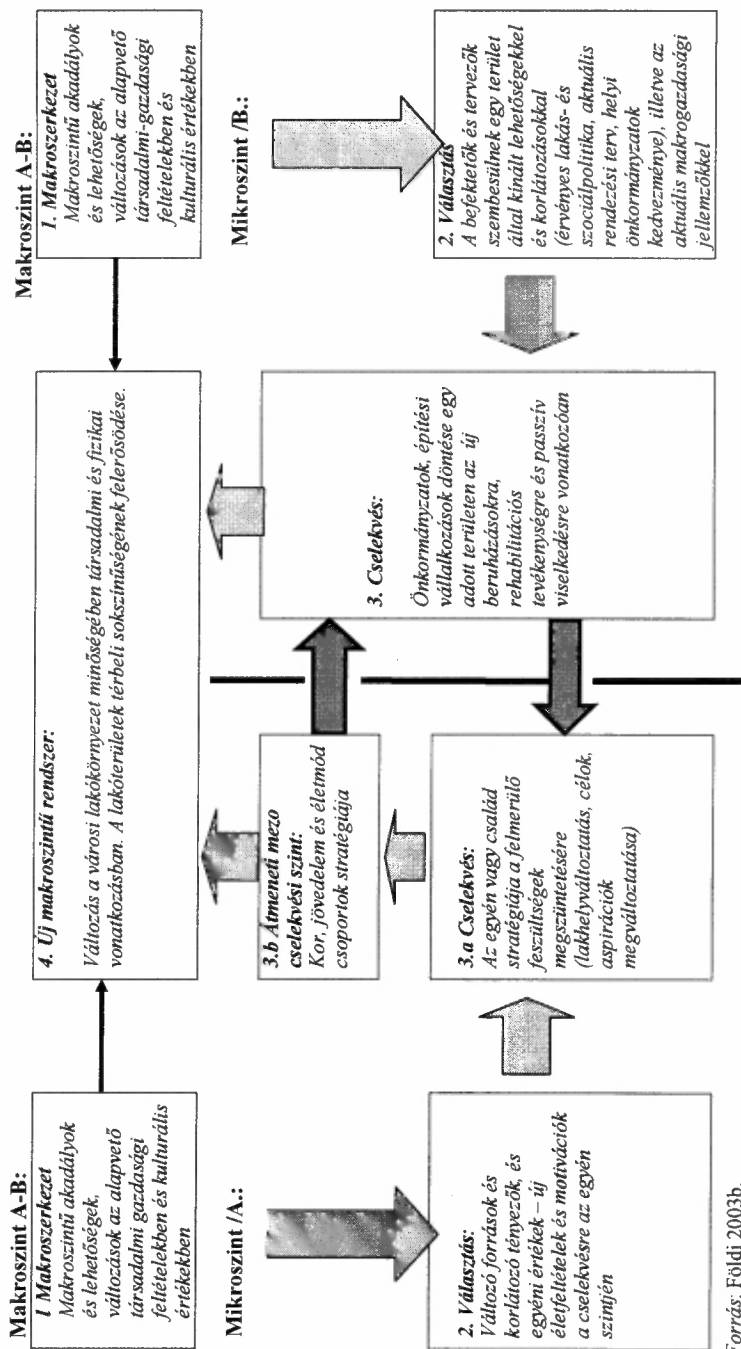 Makroszint A-B:
1 Makroszerkezet
Makroszintű akadályok
és lehetőségek,
változások az alapvető
társadalmi gazdasági
feltételekben és kulturális
értékekben
4. Új makroszintű rendszer:
Változás a városi lakókörnyezet minőségében társadalmi és fizikai
vonatkozásban. A lakóterületek térbeli sokszínűségének felerősödése.
Makroszint A-B:
1. Makroszerkezet
Makroszintű akadályok
és lehetőségek,
változások az alapvető
társadalmi-gazdasági
feltételekben és
kulturális értékekben
Mikroszint /A.:
3.b Átmeneti mezo
cselekvési szint:
Kor, jövedelem és életmód
csoportok stratégiája
3. Cselekvés:
Önkormányzatok, építési
vállalkozások döntése egy
adott területen az új
beruházásokra,
rehabilitációs
tevékenységre és passzív
viselkedésre vonatkozóan
Mikroszint /B.:
2. Választás:
Változó források és
korlátozó tényezők, és
egyéni értékek – új
életfeltételek és motivációk
a cselekvésre az egyén
szintjén
3.a Cselekvés:
Az egyén vagy család
stratégiája a felmerülő
feszültségek
megszüntetésére
(lakhelyváltoztatás, célok,
aspirációk
megváltoztatása)
2. Választás
A befektetők és tervezők
szembesülnek egy terület
által kínált lehetőségekkel
és korlátozásokkal
(érvényes lakás- és
szociálpolitika, aktuális
rendezési terv, helyi
önkormányzatok
kedvezménye), illetve az
aktuális makrogazdasági
jellemzőkkel
Forrás: Földi 2003b.